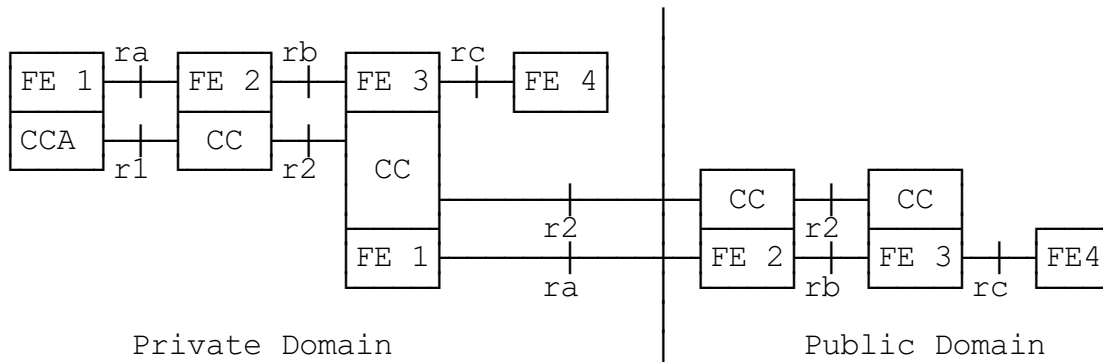 ra rb rc
FE 1 FE 2 FE 3 FE 4
CCA CC
r1 r2
CC
CC CC
r2 r2
FE 1 FE 2 FE 3 FE4
ra rb rc
Private Domain Public Domain